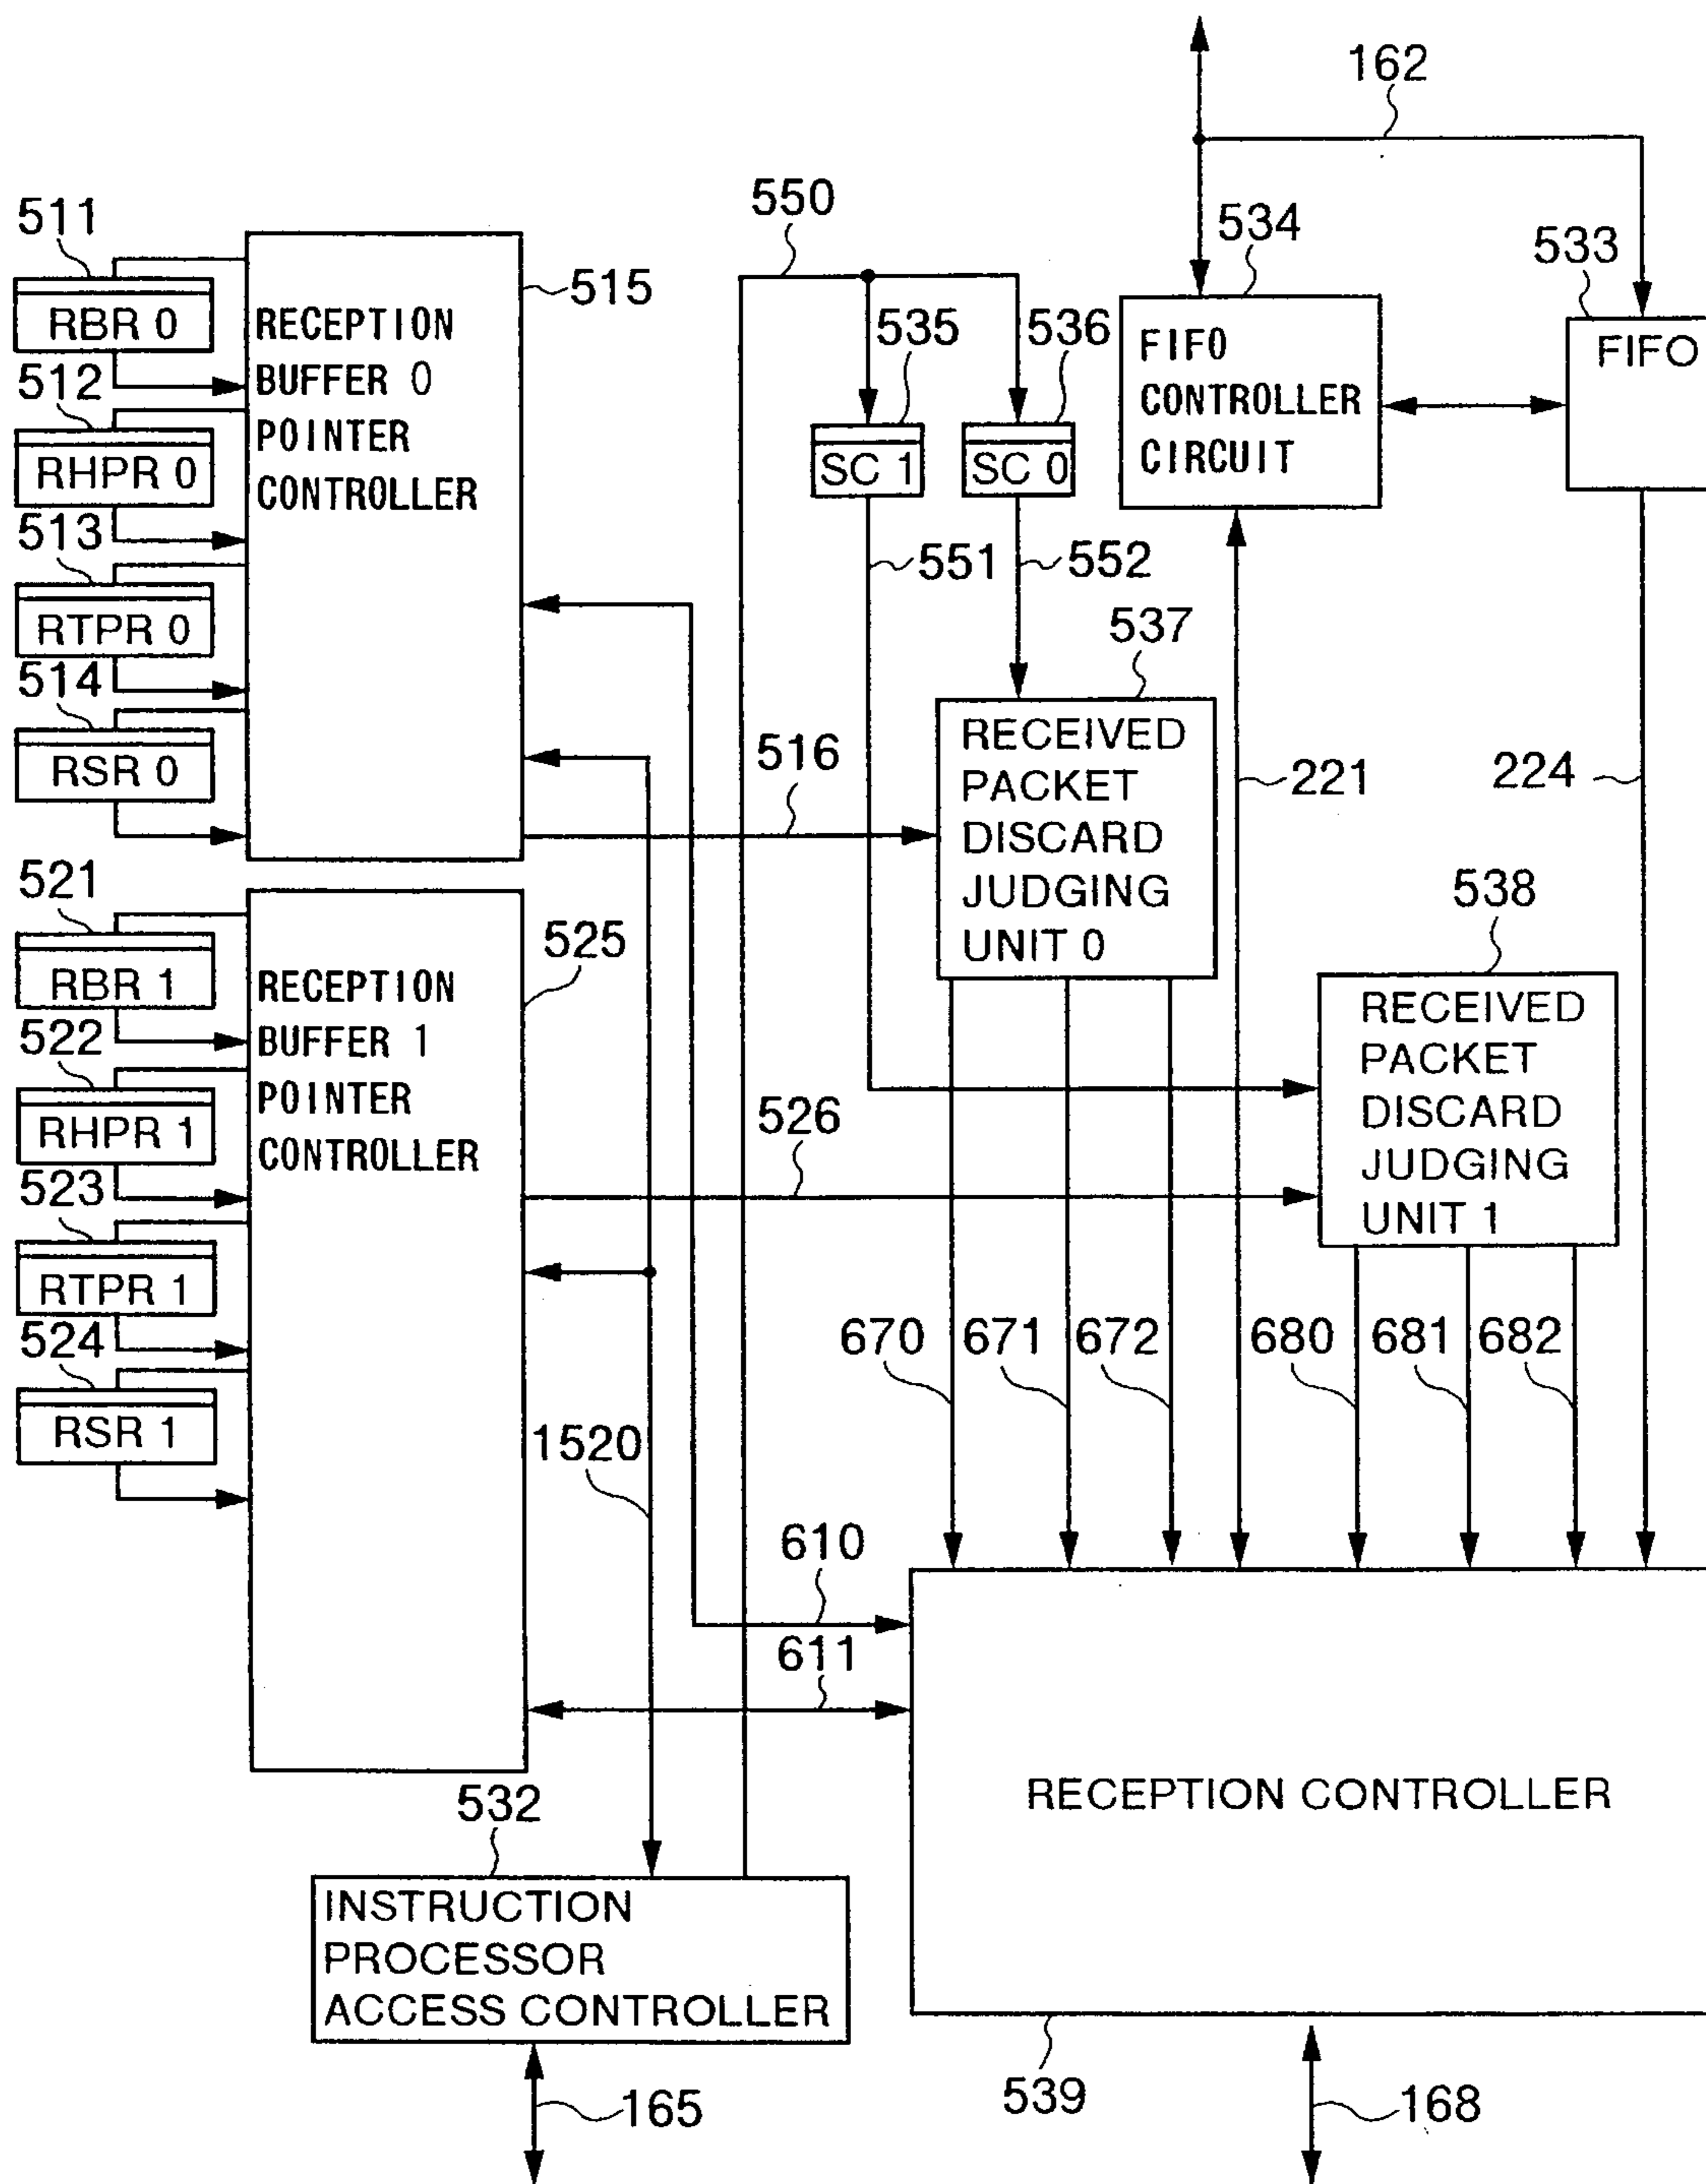 162
550
534
533
511
515
535
536
RBR 0
RECEPTION
BUFFER 0
POINTER
CONTROLLER
FIFO
CONTROLLER
CIRCUIT
FIFO
512
RHPR 0
SC 1
SC 0
513
551
552
RTPR 0
537
514
RSR 0
516
RECEIVED
PACKET
DISCARD
JUDGING
UNIT 0
221
224
521
525
538
RBR 1
RECEPTION
BUFFER 1
POINTER
CONTROLLER
RECEIVED
PACKET
DISCARD
JUDGING
UNIT 1
522
RHPR 1
526
523
RTPR 1
524
670
671
672
680
681
682
RSR 1
1520
610
611
RECEPTION CONTROLLER
532
INSTRUCTION
PROCESSOR
ACCESS CONTROLLER
539
165
168